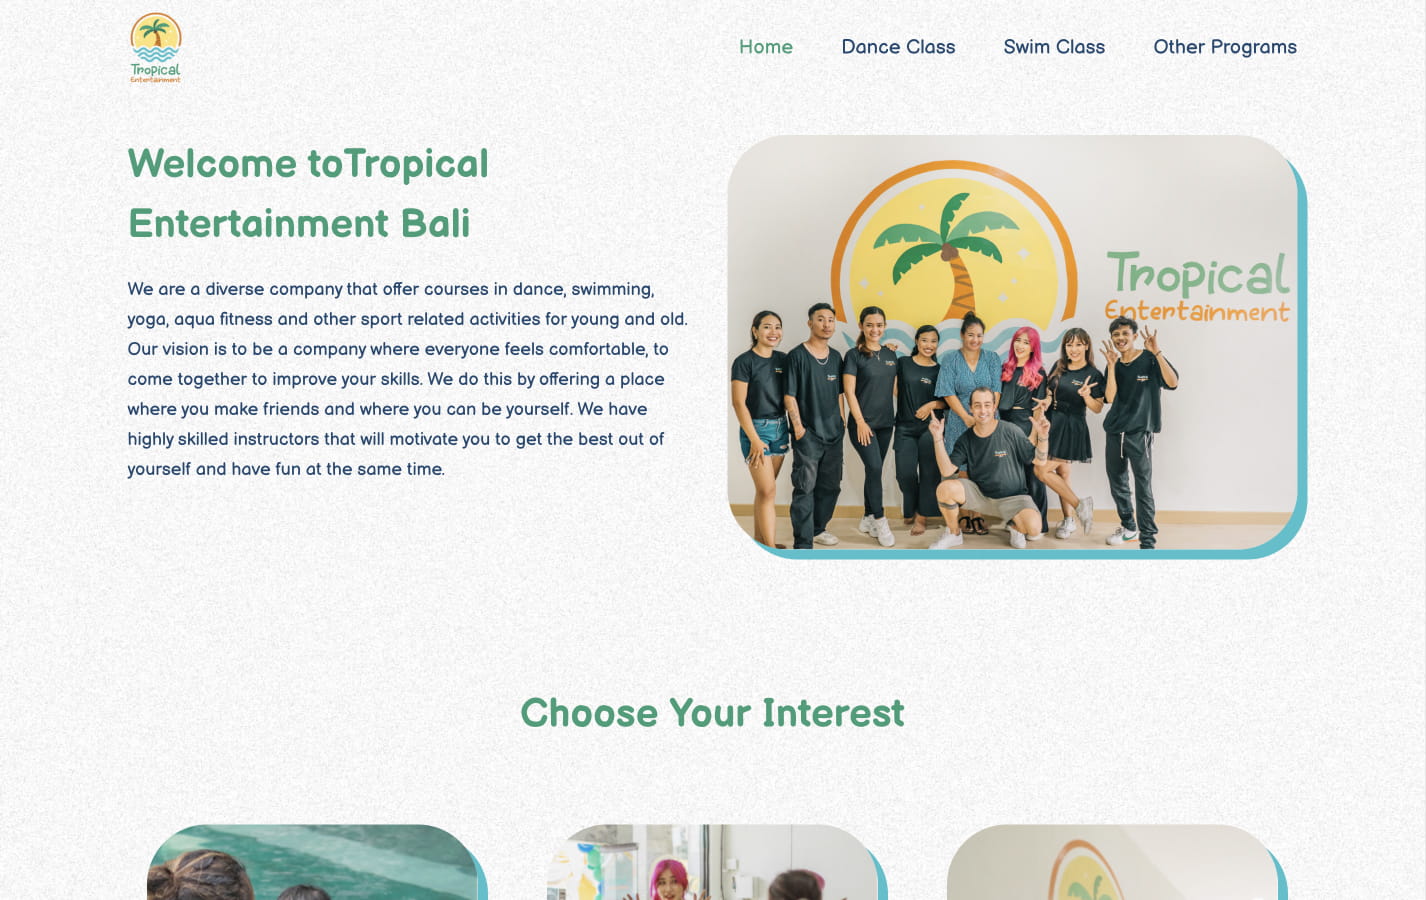 Tropical
Entertainment
Home
Dance Class
Swim Class
Other Programs
Welcome toTropical
Entertainment Bali
We are a diverse company that offer courses in dance, swimming,
yoga, aqua fitness and other sport related activities for young and old.
Our vision is to be a company where everyone feels comfortable, to
come together to improve your skills. We do this by offering a place
where you make friends and where you can be yourself. We have
highly skilled instructors that will motivate you to get the best out of
yourself and have fun at the same time.
Tropical
Entertainment
Choose Your Interest